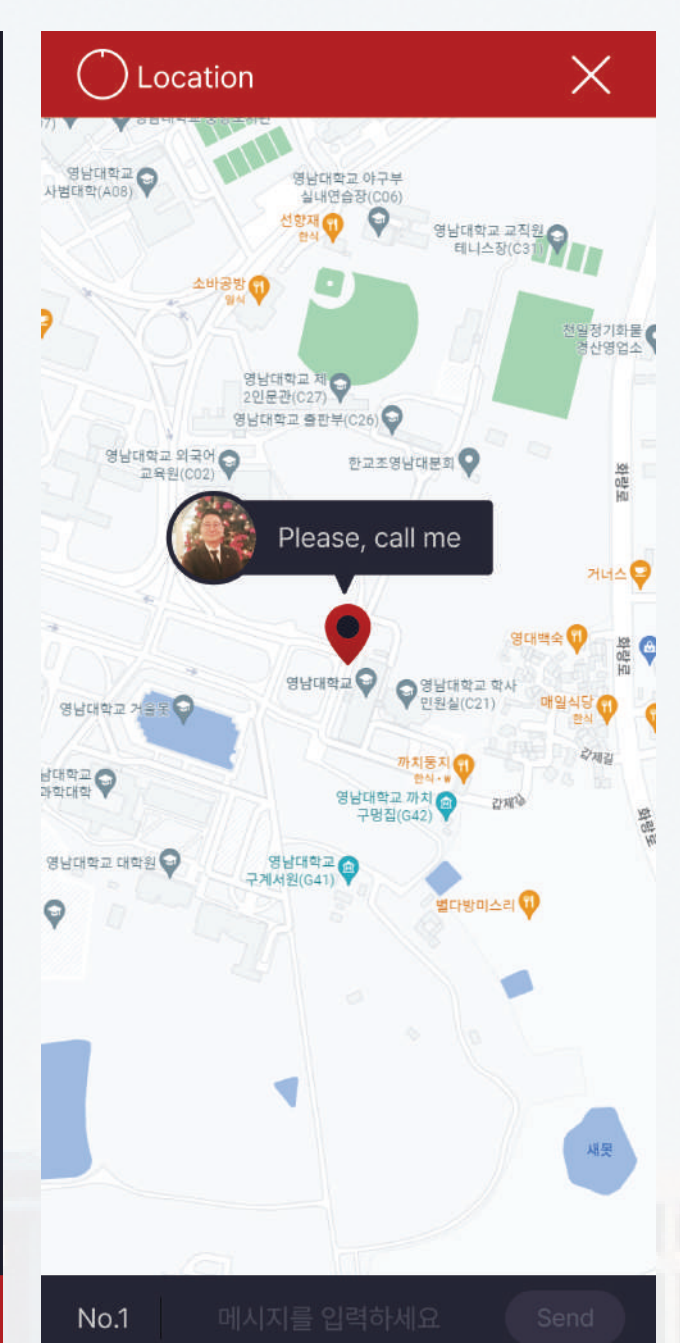 Location
영남대학교
사범대학(A08)
영남대학교 야구부
실내연습장(C06)
선향재
한식
영남대학교 교직원
테니스장(C31)
소바공방
일식
천일정기화물
경산영업소
영남대학교 제
2인문관(C27)
영남대학교 출판부(C26)
영남대학교 외국어
교육원(C02)
한교조영남대분회
화랑로
Please, call me
거너스
영대백숙
화랑로
영남대학교
영남대학교 학사
민원실(C21)
매일식당
한식
영남대학교 거울못
까치둥지
한식
갑제길
남대학교
과학대학
영남대학교 까치
구멍집(G42)
갑제길
화랑로
영남대학교 대학원
영남대학교
구계서원(G41)
별다방미스리
새못
No.1
메시지를 입력하세요
Send